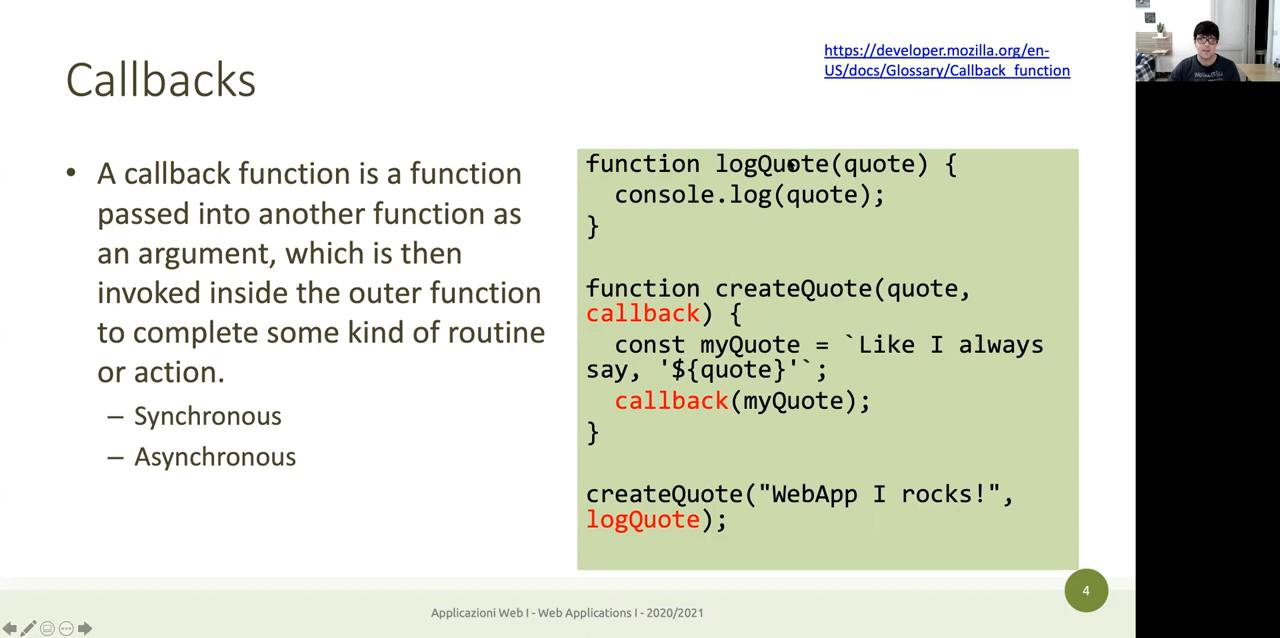 Callbacks
https://developer.mozilla.org/en-
US/docs/Glossary/Callback_function
• A callback function is a function
passed into another function as
an argument, which is then
invoked inside the outer function
to complete some kind of routine
or action.
– Synchronous
– Asynchronous
function logQuote(quote) {
  console.log(quote);
}
function createQuote(quote,
callback) {
  const myQuote = `Like I always
say, '${quote}'`;
  callback(myQuote);
}
createQuote("WebApp I rocks!",
logQuote);
Applicazioni Web I - Web Applications I - 2020/2021
4